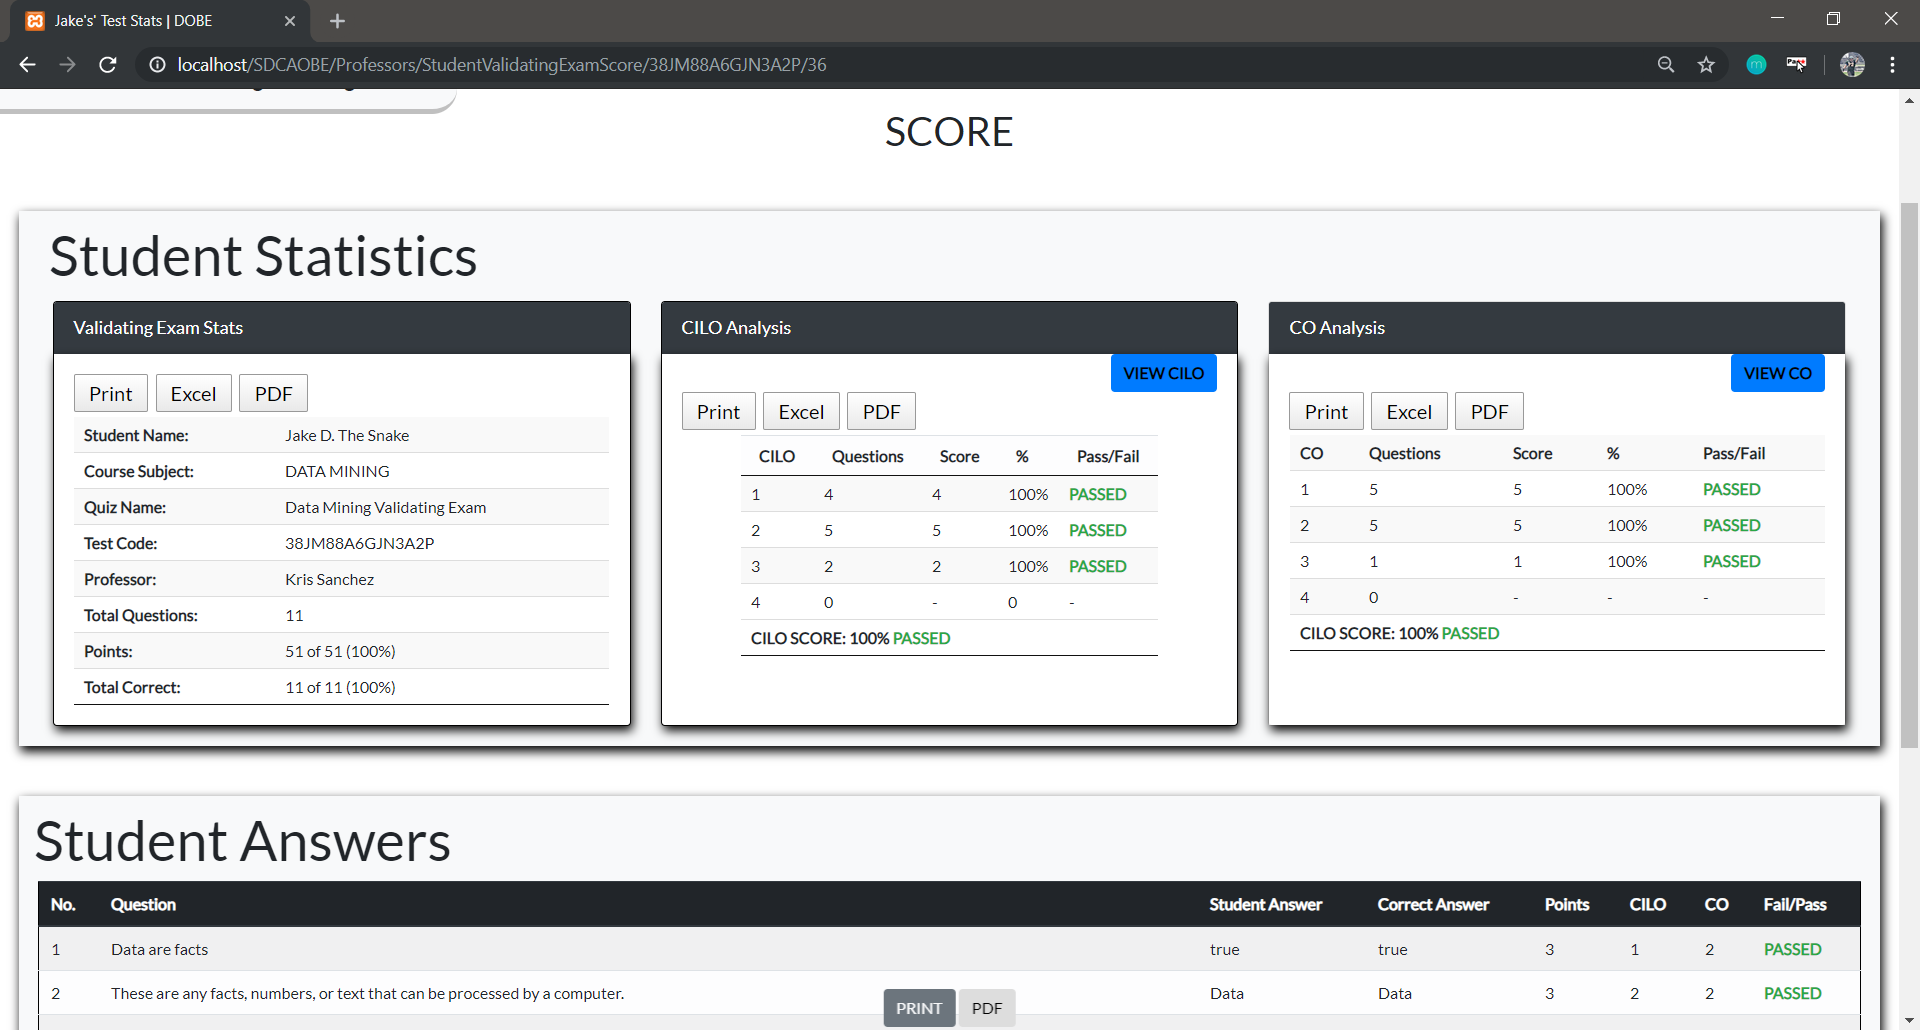 Jake's' Test Stats | DOBE
localhost/SDCAOBE/Professors/StudentValidatingExamScore/38JM88A6GJN3A2P/36
SCORE
Student Statistics
Validating Exam Stats
Print Excel PDF
Student Name: Jake D. The Snake
Course Subject: DATA MINING
Quiz Name: Data Mining Validating Exam
Test Code: 38JM88A6GJN3A2P
Professor: Kris Sanchez
Total Questions: 11
Points: 51 of 51 (100%)
Total Correct: 11 of 11 (100%)
CILO Analysis
VIEW CILO
Print Excel PDF
CILO Questions Score % Pass/Fail
1 4 4 100% PASSED
2 5 5 100% PASSED
3 2 2 100% PASSED
4 0 - 0 -
CILO SCORE: 100% PASSED
CO Analysis
VIEW CO
Print Excel PDF
CO Questions Score % Pass/Fail
1 5 5 100% PASSED
2 5 5 100% PASSED
3 1 1 100% PASSED
4 0 - - -
CILO SCORE: 100% PASSED
Student Answers
No. Question Student Answer Correct Answer Points CILO CO Fail/Pass
1 Data are facts true true 3 1 2 PASSED
2 These are any facts, numbers, or text that can be processed by a computer. Data Data 3 2 2 PASSED
PRINT PDF